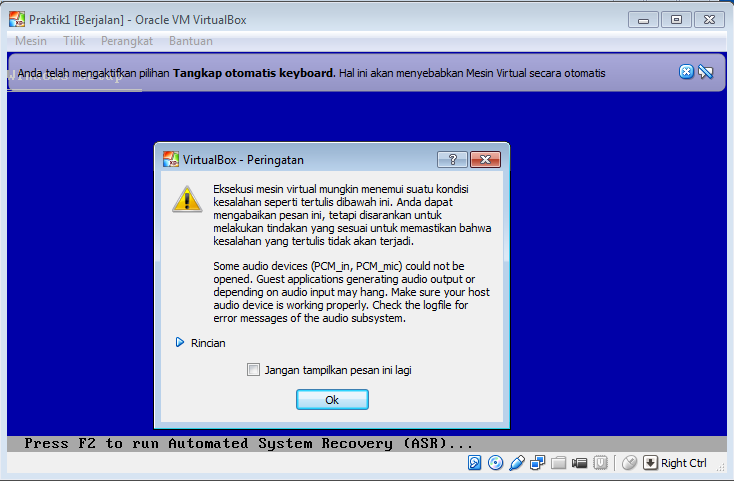 Praktik1 [Berjalan] - Oracle VM VirtualBox
Mesin Tilik Perangkat Bantuan
Windows Setup
Anda telah mengaktifkan pilihan Tangkap otomatis keyboard. Hal ini akan menyebabkan Mesin Virtual secara otomatis
VirtualBox - Peringatan
Eksekusi mesin virtual mungkin menemui suatu kondisi
kesalahan seperti tertulis dibawah ini. Anda dapat
mengabaikan pesan ini, tetapi disarankan untuk
melakukan tindakan yang sesuai untuk memastikan bahwa
kesalahan yang tertulis tidak akan terjadi.
Some audio devices (PCM_in, PCM_mic) could not be
opened. Guest applications generating audio output or
depending on audio input may hang. Make sure your host
audio device is working properly. Check the logfile for
error messages of the audio subsystem.
Rincian
Jangan tampilkan pesan ini lagi
Ok
Press F2 to run Automated System Recovery (ASR)...
Right Ctrl